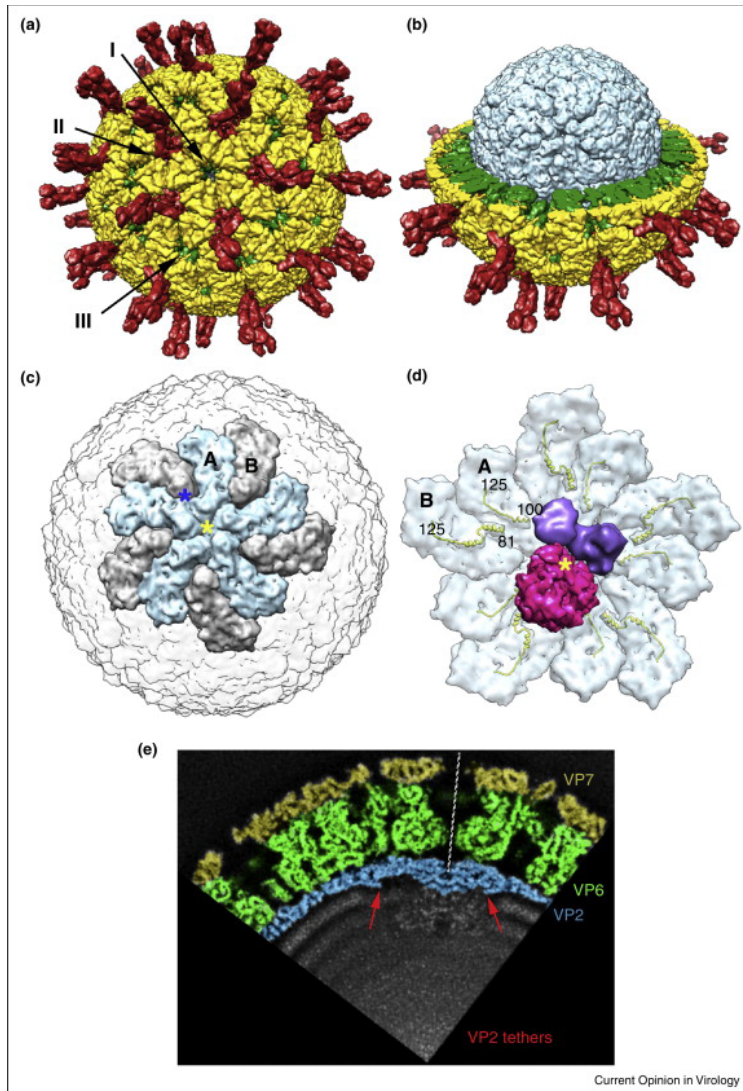 (a)
(b)
I
II
III
(c)
(d)
A
B
A
125
100
B
125
81
(e)
VP7
VP6
VP2
VP2 tethers
Current Opinion in Virology